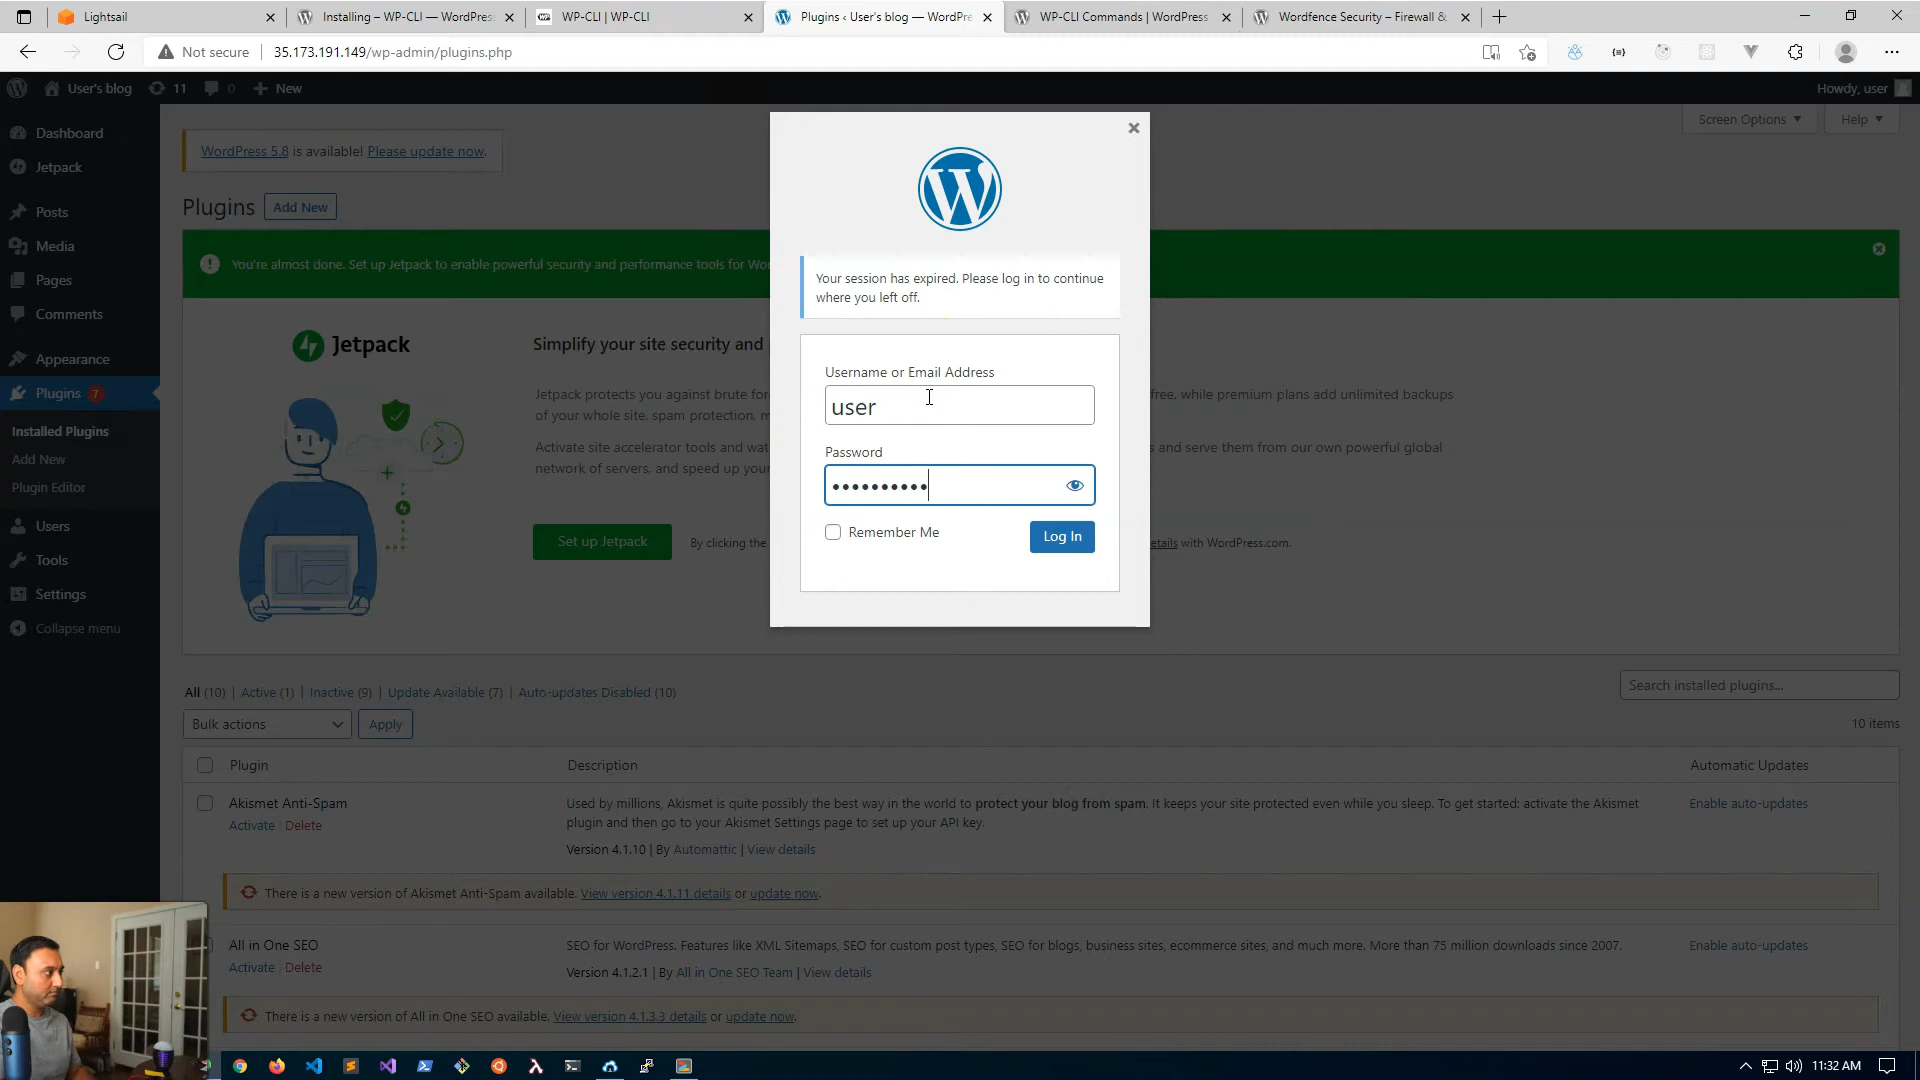 Lightsail
Installing – WP-CLI — WordPress
WP-CLI | WP-CLI
Plugins ‹ User's blog — WordPre
WP-CLI Commands | WordPress
Wordfence Security – Firewall &
Not secure
35.173.191.149/wp-admin/plugins.php
User's blog
11
0
New
Howdy, user
Dashboard
Jetpack
Posts
Media
Pages
Comments
Appearance
Plugins 7
Installed Plugins
Add New
Plugin Editor
Users
Tools
Settings
Collapse menu
Screen Options
Help
WordPress 5.8 is available! Please update now.
Plugins
Add New
You're almost done. Set up Jetpack to enable powerful security and performance tools for Wo
Jetpack
Simplify your site security and
Jetpack protects you against brute for
free, while premium plans add unlimited backups
of your whole site, spam protection, m
Activate site accelerator tools and wat
s and serve them from our own powerful global
network of servers, and speed up your
Set up Jetpack
By clicking the
etails with WordPress.com.
Your session has expired. Please log in to continue
where you left off.
Username or Email Address
user
Password
••••••••••
Remember Me
Log In
All (10) | Active (1) | Inactive (9) | Update Available (7) | Auto-updates Disabled (10)
Search installed plugins...
Bulk actions
Apply
10 items
Plugin
Description
Automatic Updates
Akismet Anti-Spam
Activate | Delete
Used by millions, Akismet is quite possibly the best way in the world to protect your blog from spam. It keeps your site protected even while you sleep. To get started: activate the Akismet
plugin and then go to your Akismet Settings page to set up your API key.
Version 4.1.10 | By Automattic | View details
Enable auto-updates
There is a new version of Akismet Anti-Spam available. View version 4.1.11 details or update now.
All in One SEO
Activate | Delete
SEO for WordPress. Features like XML Sitemaps, SEO for custom post types, SEO for blogs, business sites, ecommerce sites, and much more. More than 75 million downloads since 2007.
Version 4.1.2.1 | By All in One SEO Team | View details
Enable auto-updates
There is a new version of All in One SEO available. View version 4.1.3.3 details or update now.
11:32 AM